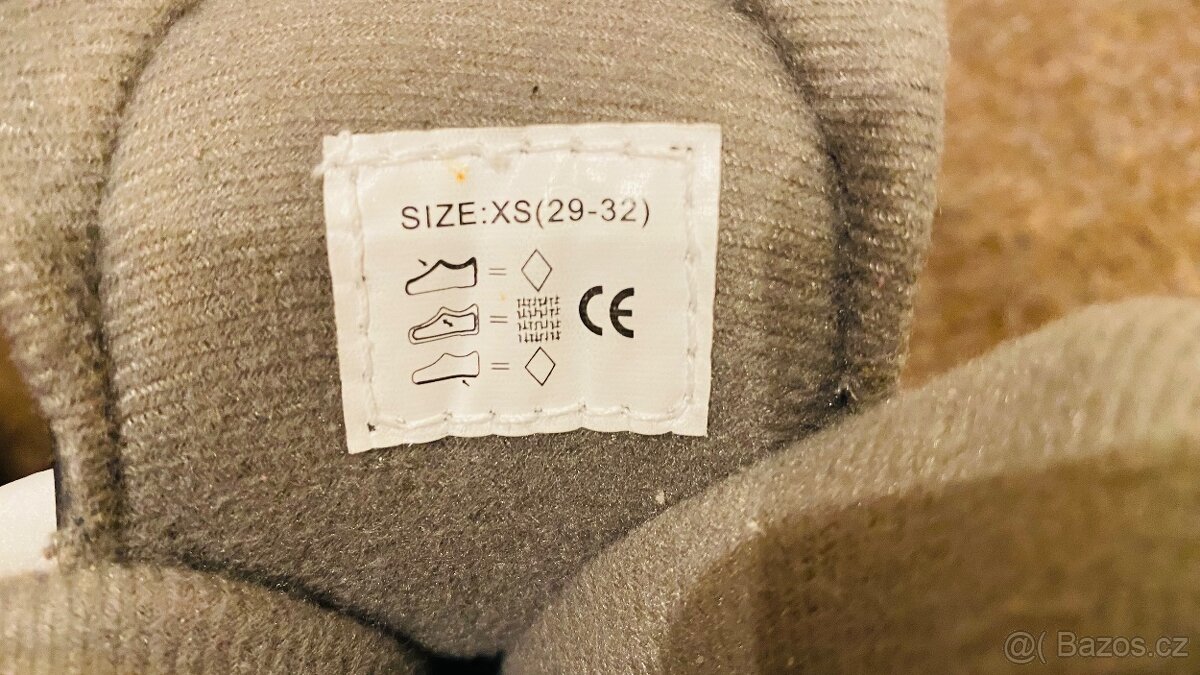 SIZE:XS(29-32)
=
= CE
=
@( Bazos.cz